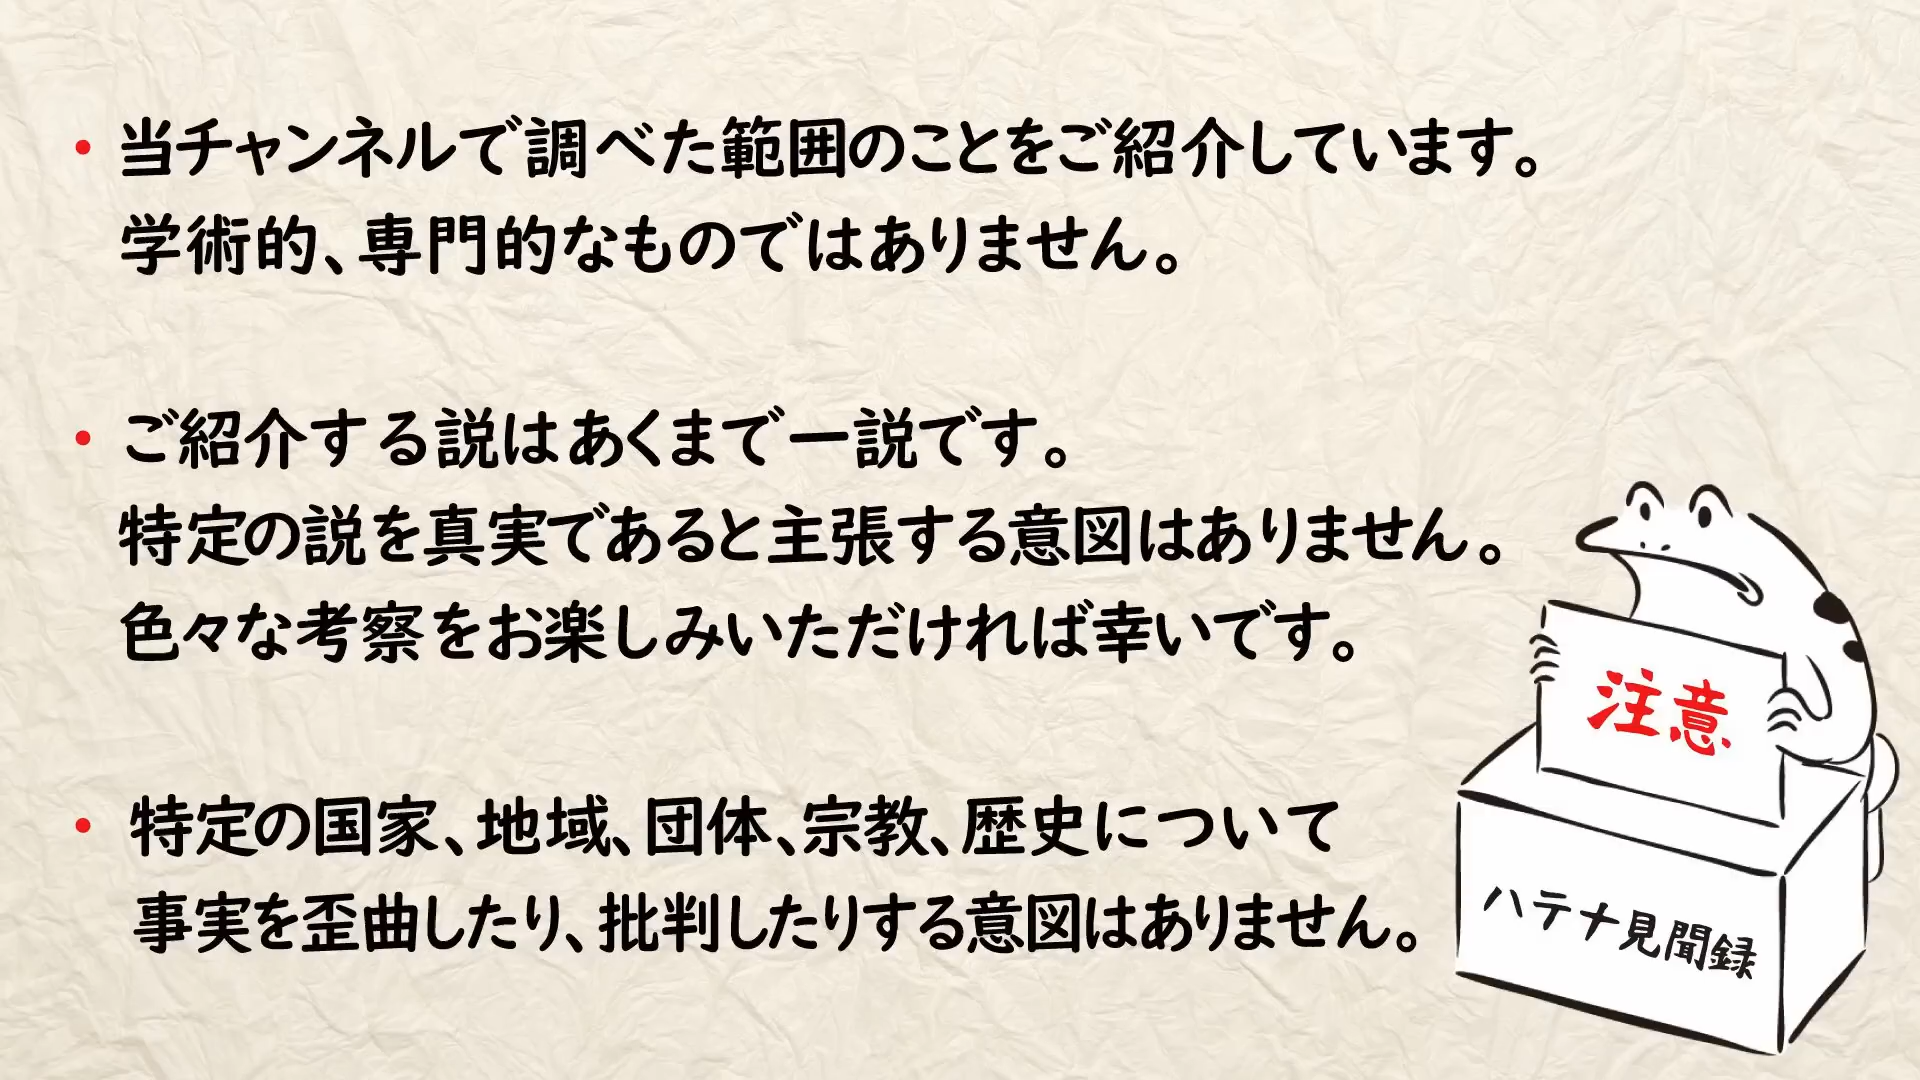 ・当チャンネルで調べた範囲のことをご紹介しています。
学術的、専門的なものではありません。
・ご紹介する説はあくまで一説です。
特定の説を真実であると主張する意図はありません。
色々な考察をお楽しみいただければ幸いです。
・特定の国家、地域、団体、宗教、歴史について
事実を歪曲したり、批判したりする意図はありません。
注意
ハテナ見聞録